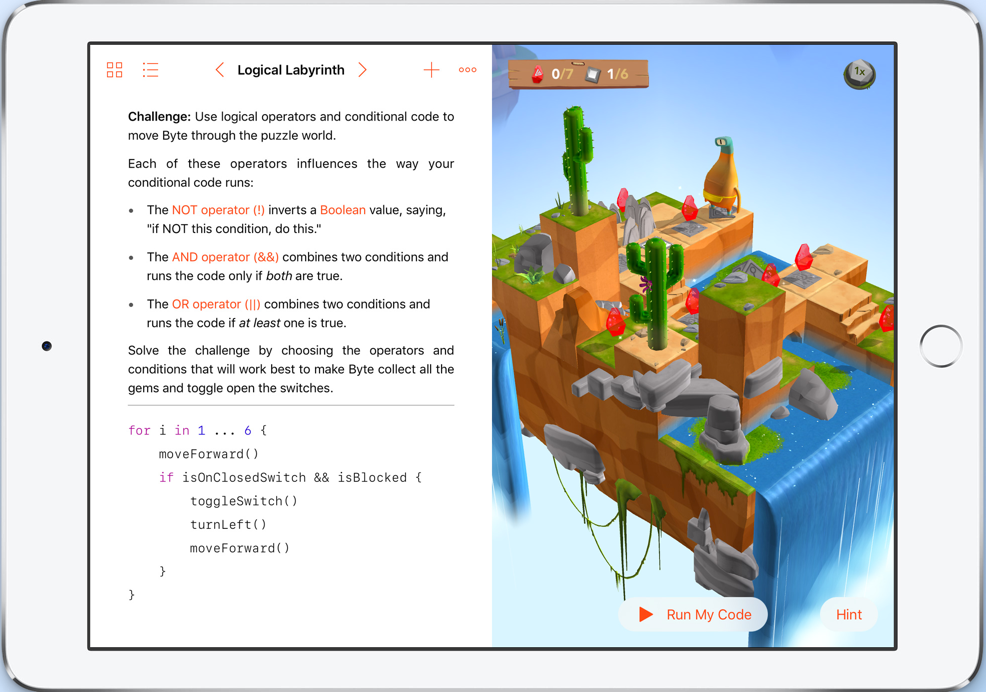 Logical Labyrinth
0/7 1/6
1x
Challenge: Use logical operators and conditional code to
move Byte through the puzzle world.
Each of these operators influences the way your
conditional code runs:
• The NOT operator (!) inverts a Boolean value, saying,
"if NOT this condition, do this."
• The AND operator (&&) combines two conditions and
runs the code only if both are true.
• The OR operator (||) combines two conditions and
runs the code if at least one is true.
Solve the challenge by choosing the operators and
conditions that will work best to make Byte collect all the
gems and toggle open the switches.
for i in 1 ... 6 {
moveForward()
if isOnClosedSwitch && isBlocked {
toggleSwitch()
turnLeft()
moveForward()
}
}
Run My Code
Hint